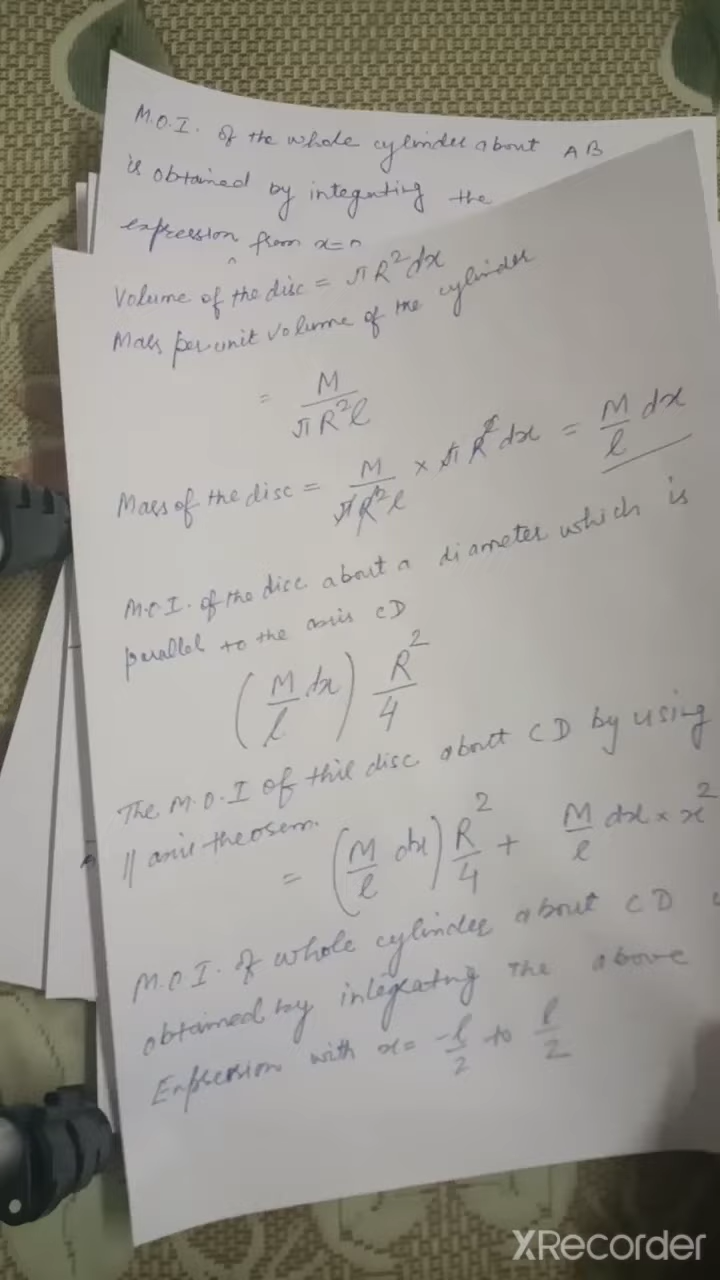 M.O.I. of the whole cylinder about AB
is obtained by integrating the
expression from x=
Volume of the disc = πR²dx
Mass per unit volume of the cylinder
= M/πR²l
Mass of the disc = M/πR²l × πR²dx = M/l dx
M.O.I. of the disc about a diameter which is
parallel to the axis CD
(M/l dx) R²/4
The M.O.I of this disc about CD by using
|| axis theorem.
= (M/l dx) R²/4 + M/l dx × x²
M.O.I. of whole cylinder about CD
obtained by integrating the above
Expression with x= -l/2 to l/2
XRecorder